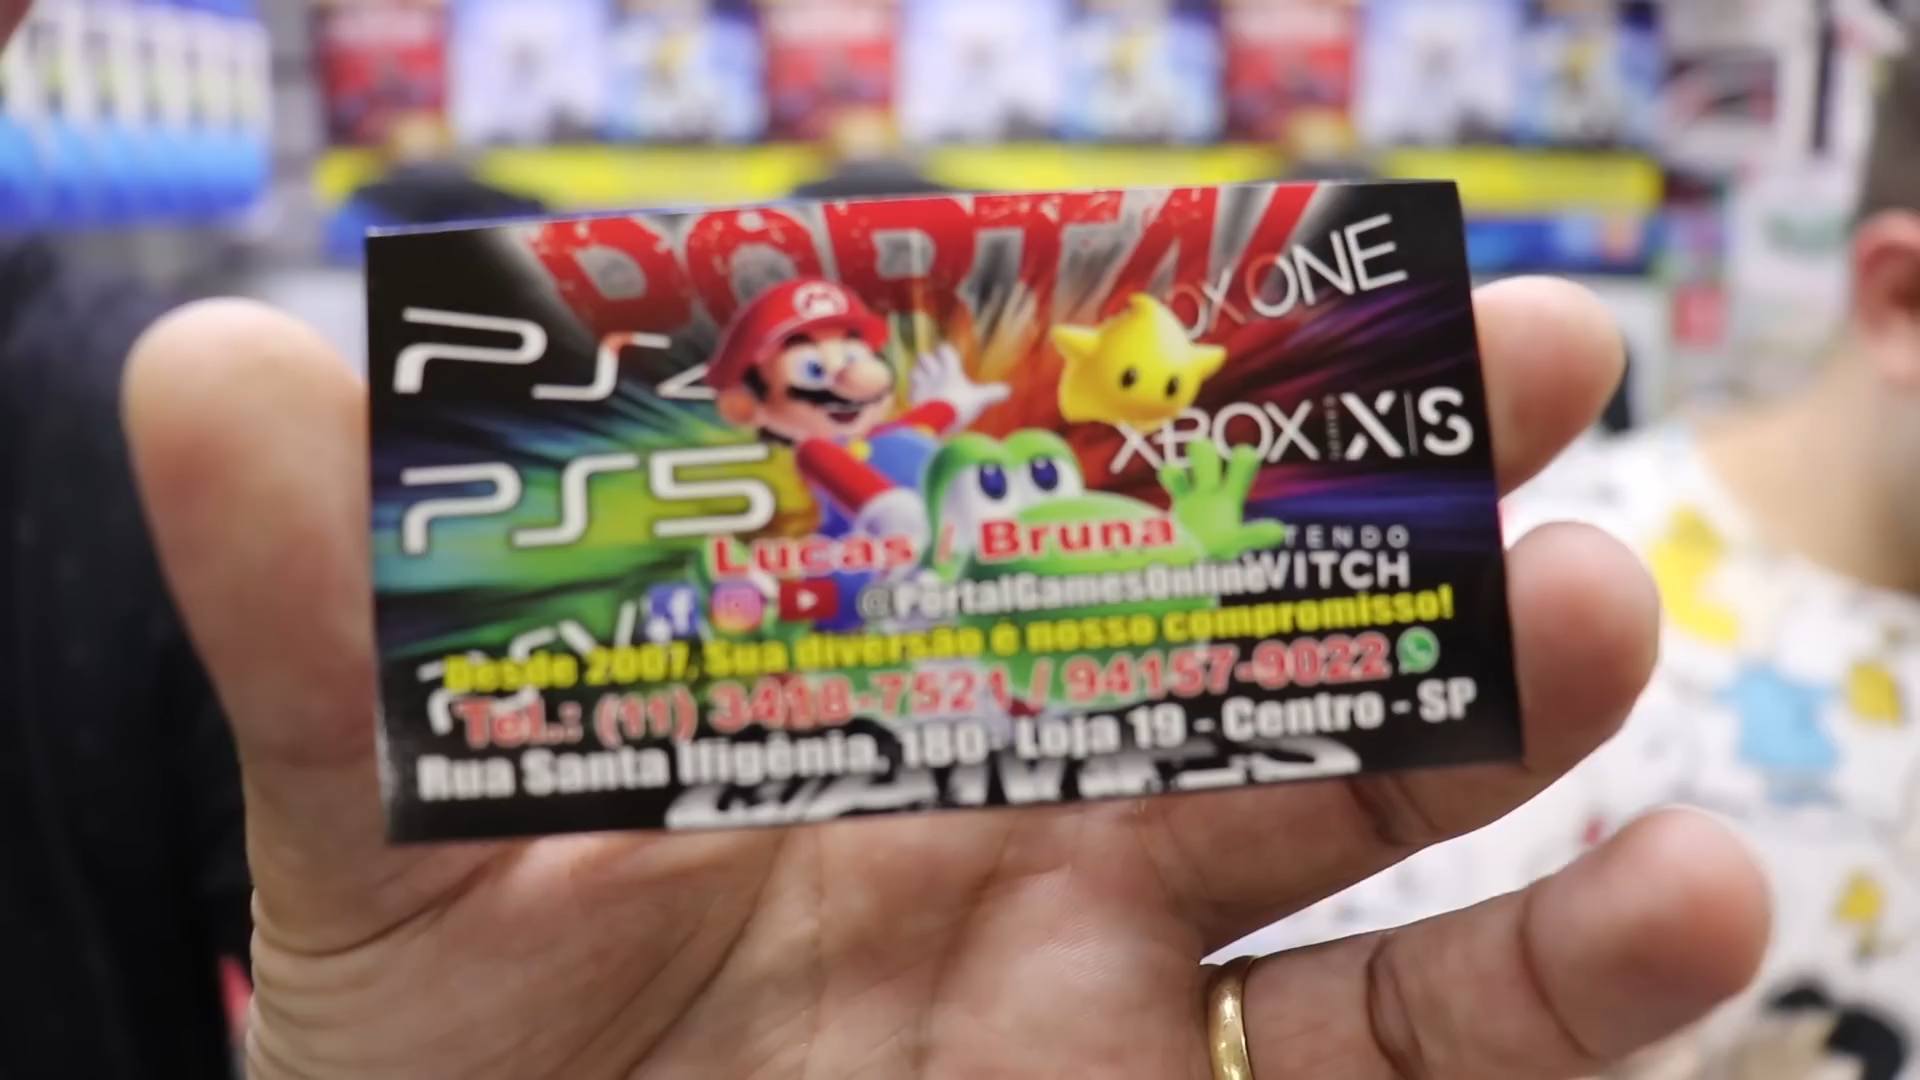 PORTAL
XBOX ONE
PS4
XBOX SERIES X|S
PS5
Lucas / Bruna
NINTENDO
SWITCH
@PortalGamesOnline
Desde 2007, Sua diversão é nosso compromisso!
Tel.: (11) 3418-7521 / 94157-9022
Rua Santa Ifigênia, 180 - Loja 19 - Centro - SP
GAMES